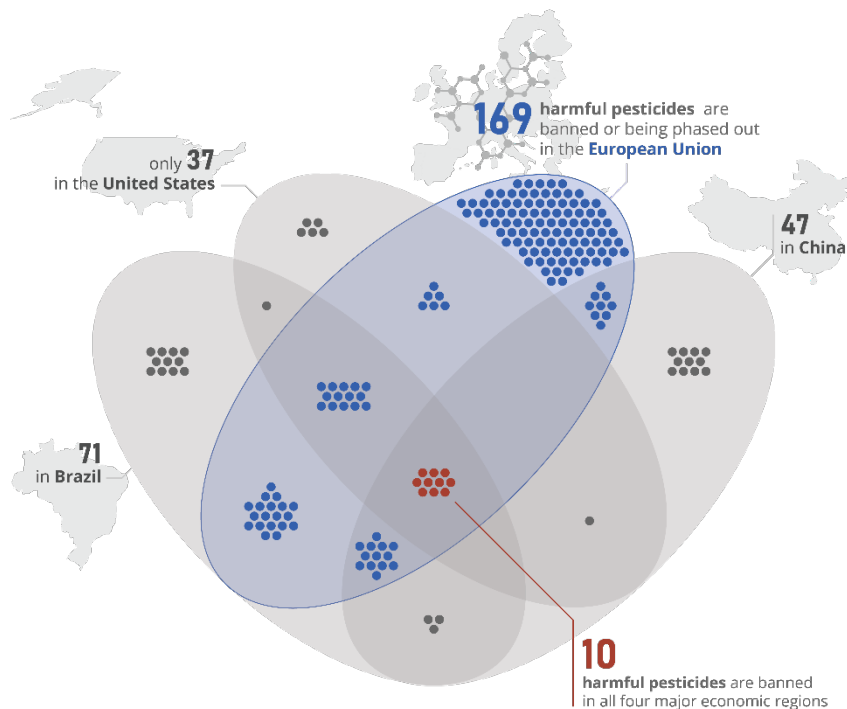 169 harmful pesticides are
banned or being phased out
in the European Union
only 37
in the United States
47
in China
71
in Brazil
10
harmful pesticides are banned
in all four major economic regions